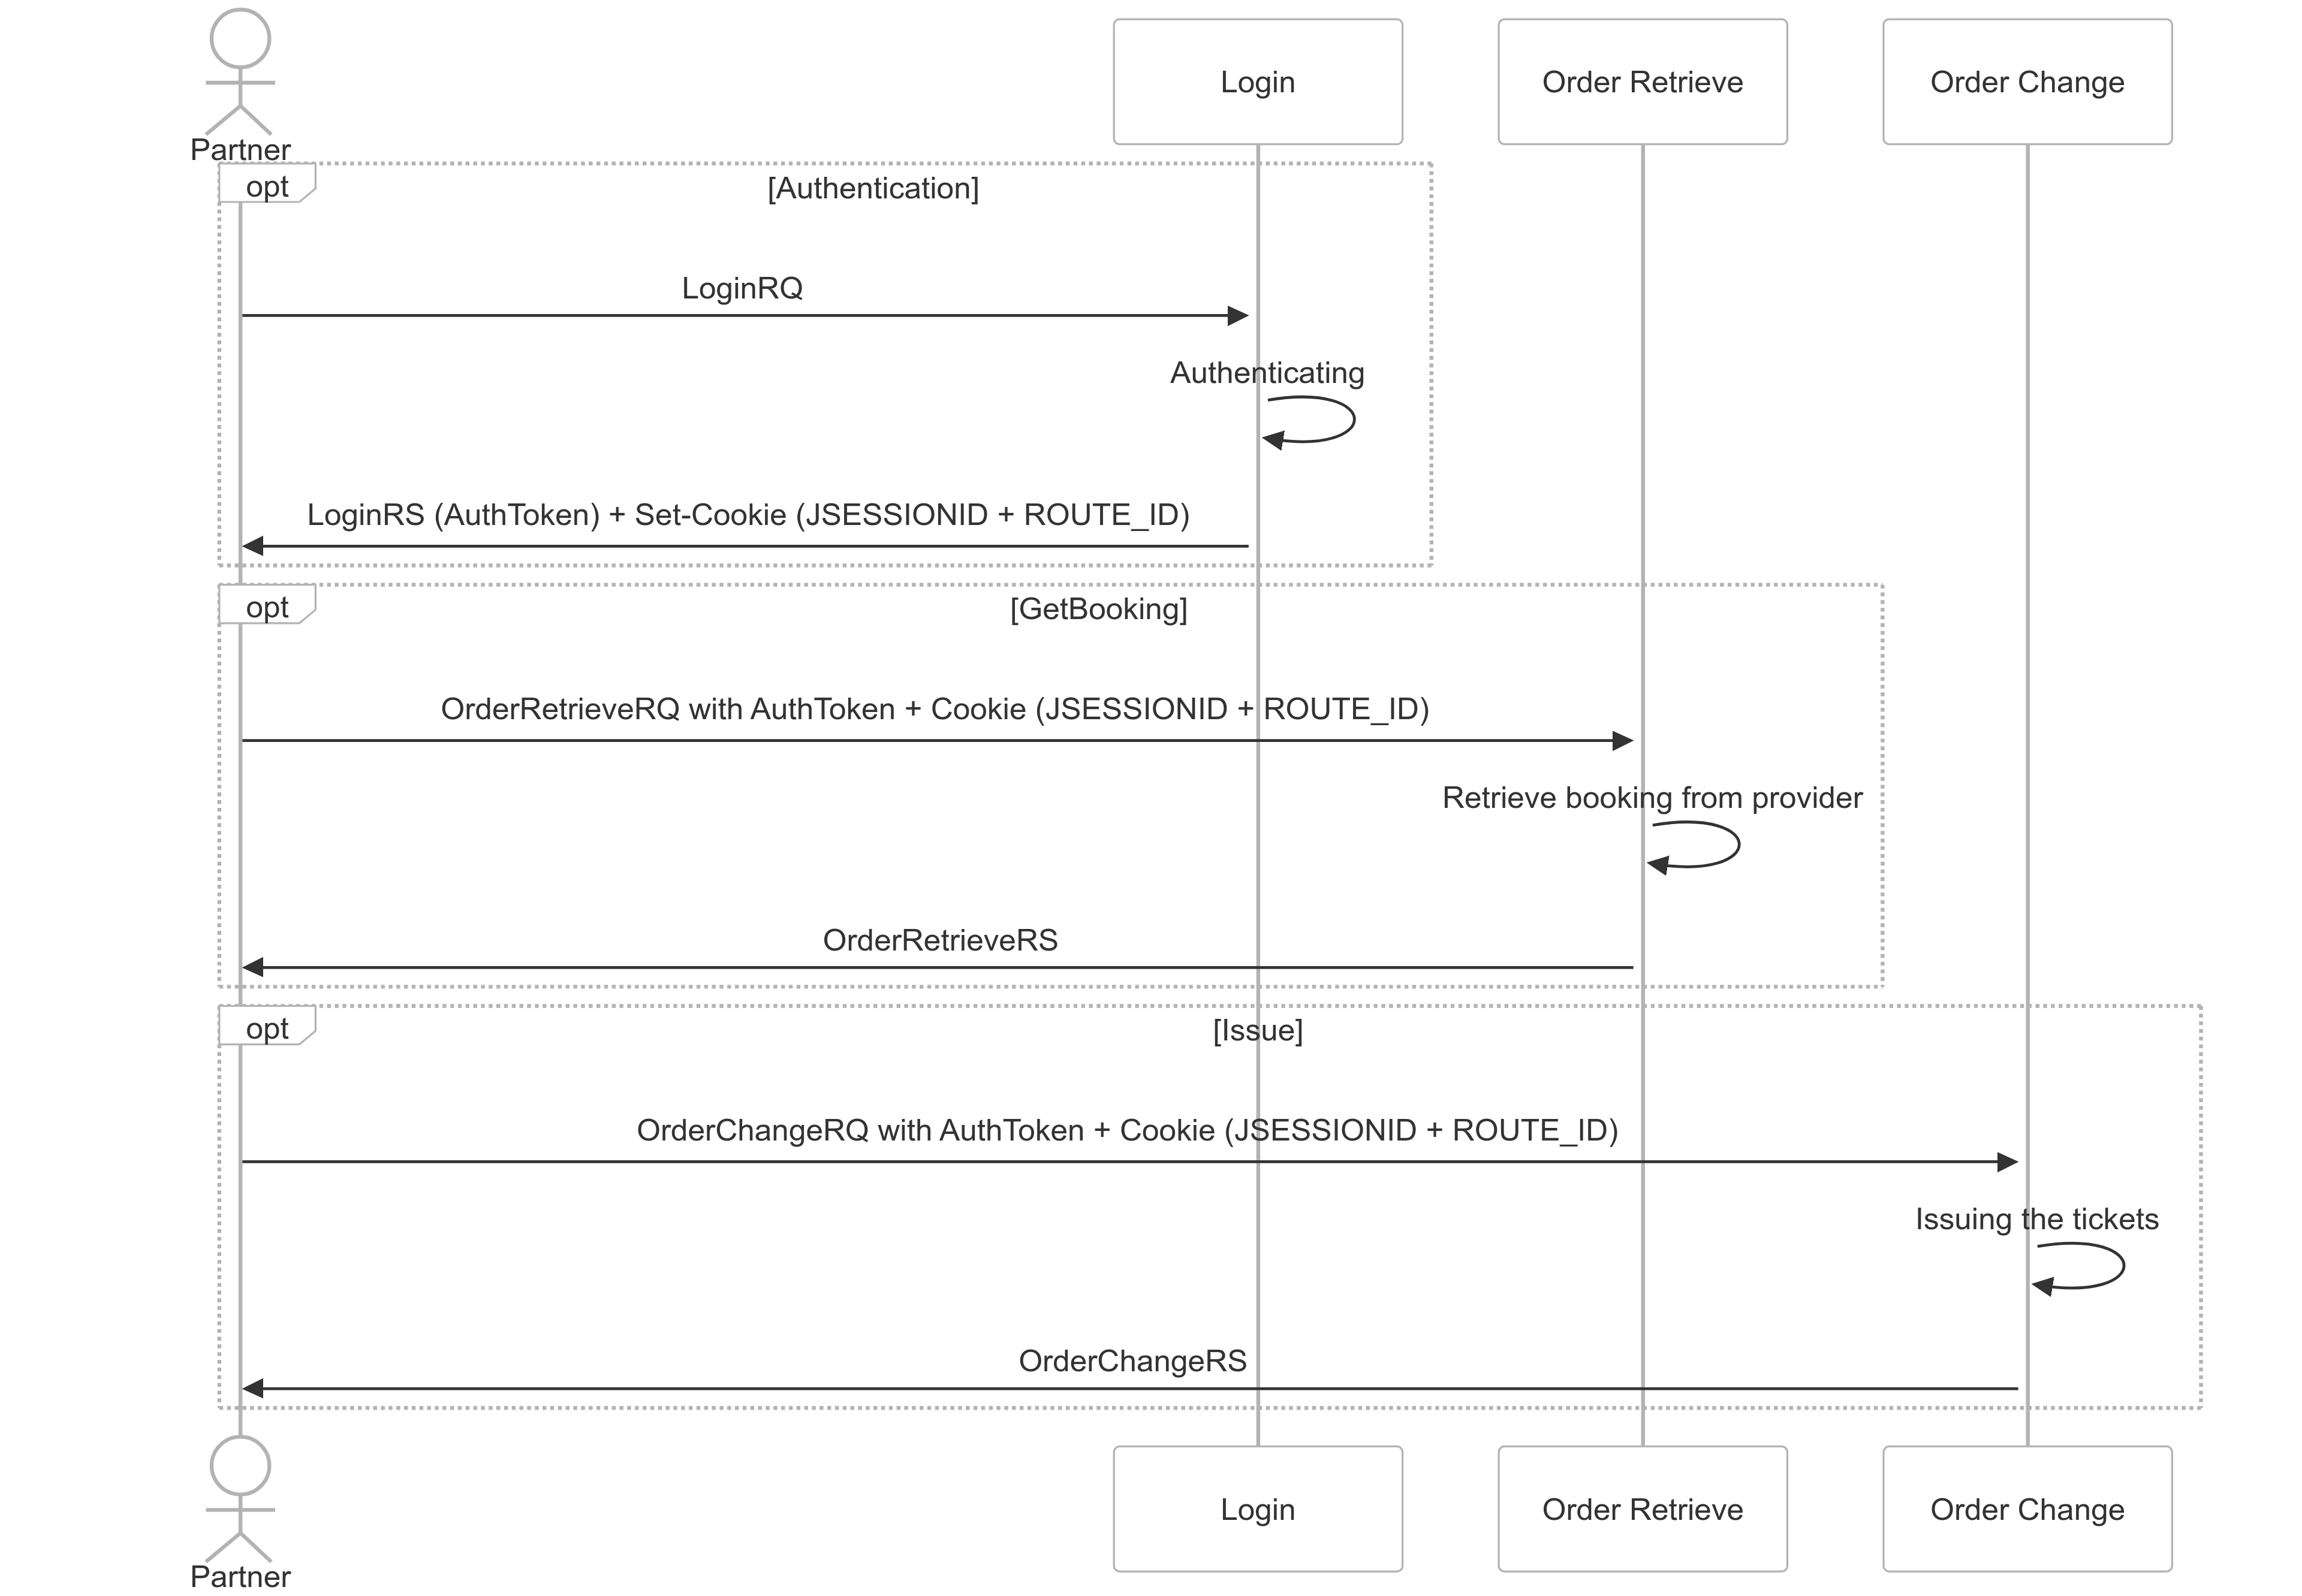 Login
Order Retrieve
Order Change
Partner
opt
[Authentication]
LoginRQ
Authenticating
LoginRS (AuthToken) + Set-Cookie (JSESSIONID + ROUTE_ID)
opt
[GetBooking]
OrderRetrieveRQ with AuthToken + Cookie (JSESSIONID + ROUTE_ID)
Retrieve booking from provider
OrderRetrieveRS
opt
[Issue]
OrderChangeRQ with AuthToken + Cookie (JSESSIONID + ROUTE_ID)
Issuing the tickets
OrderChangeRS
Login
Order Retrieve
Order Change
Partner